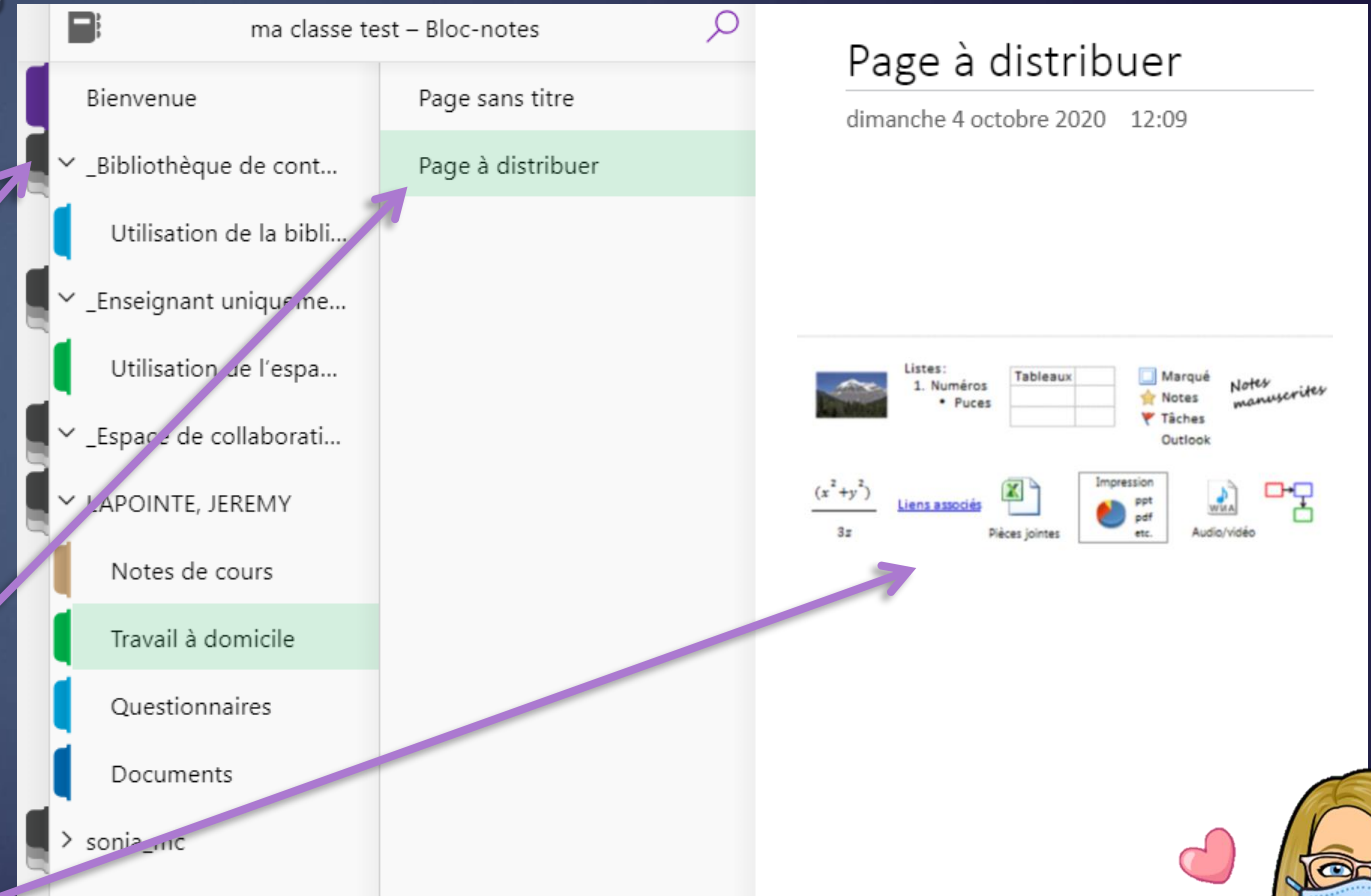 ma classe test – Bloc-notes
Bienvenue
_Bibliothèque de cont...
Utilisation de la bibli...
_Enseignant uniqueme...
Utilisation de l'espa...
_Espace de collaborati...
LAPOINTE, JEREMY
Notes de cours
Travail à domicile
Questionnaires
Documents
sonia_mc
Page sans titre
Page à distribuer
Page à distribuer
dimanche 4 octobre 2020 12:09
Listes:
1. Numéros
• Puces
Tableaux
Marqué
Notes
Tâches
Outlook
Notes
manuscrites
(x²+y²)
3z
Liens associés
Pièces jointes
Impression
ppt
pdf
etc.
WMA
Audio/vidéo